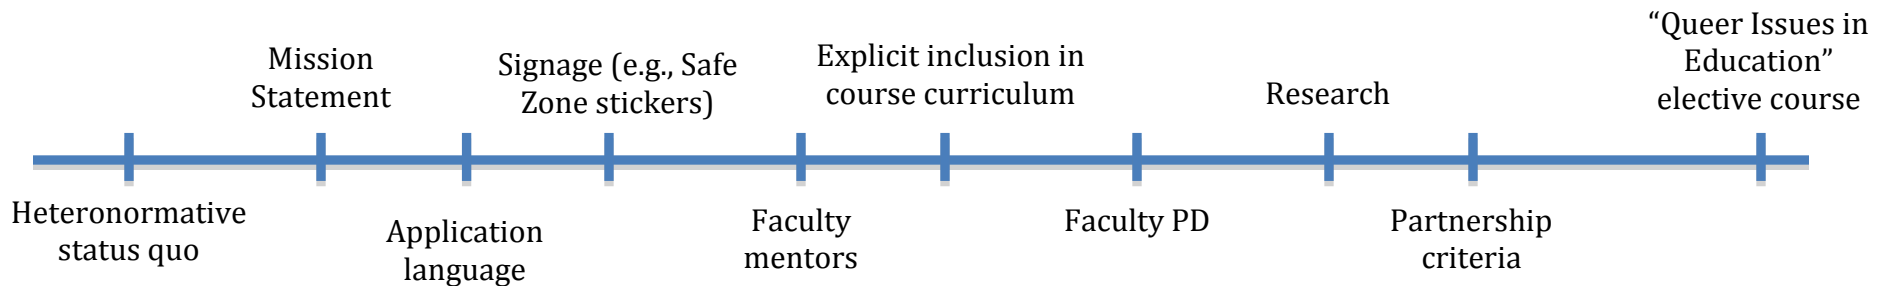 Heteronormative
status quo
Mission
Statement
Application
language
Signage (e.g., Safe
Zone stickers)
Faculty
mentors
Explicit inclusion in
course curriculum
Faculty PD
Research
Partnership
criteria
“Queer Issues in
Education”
elective course